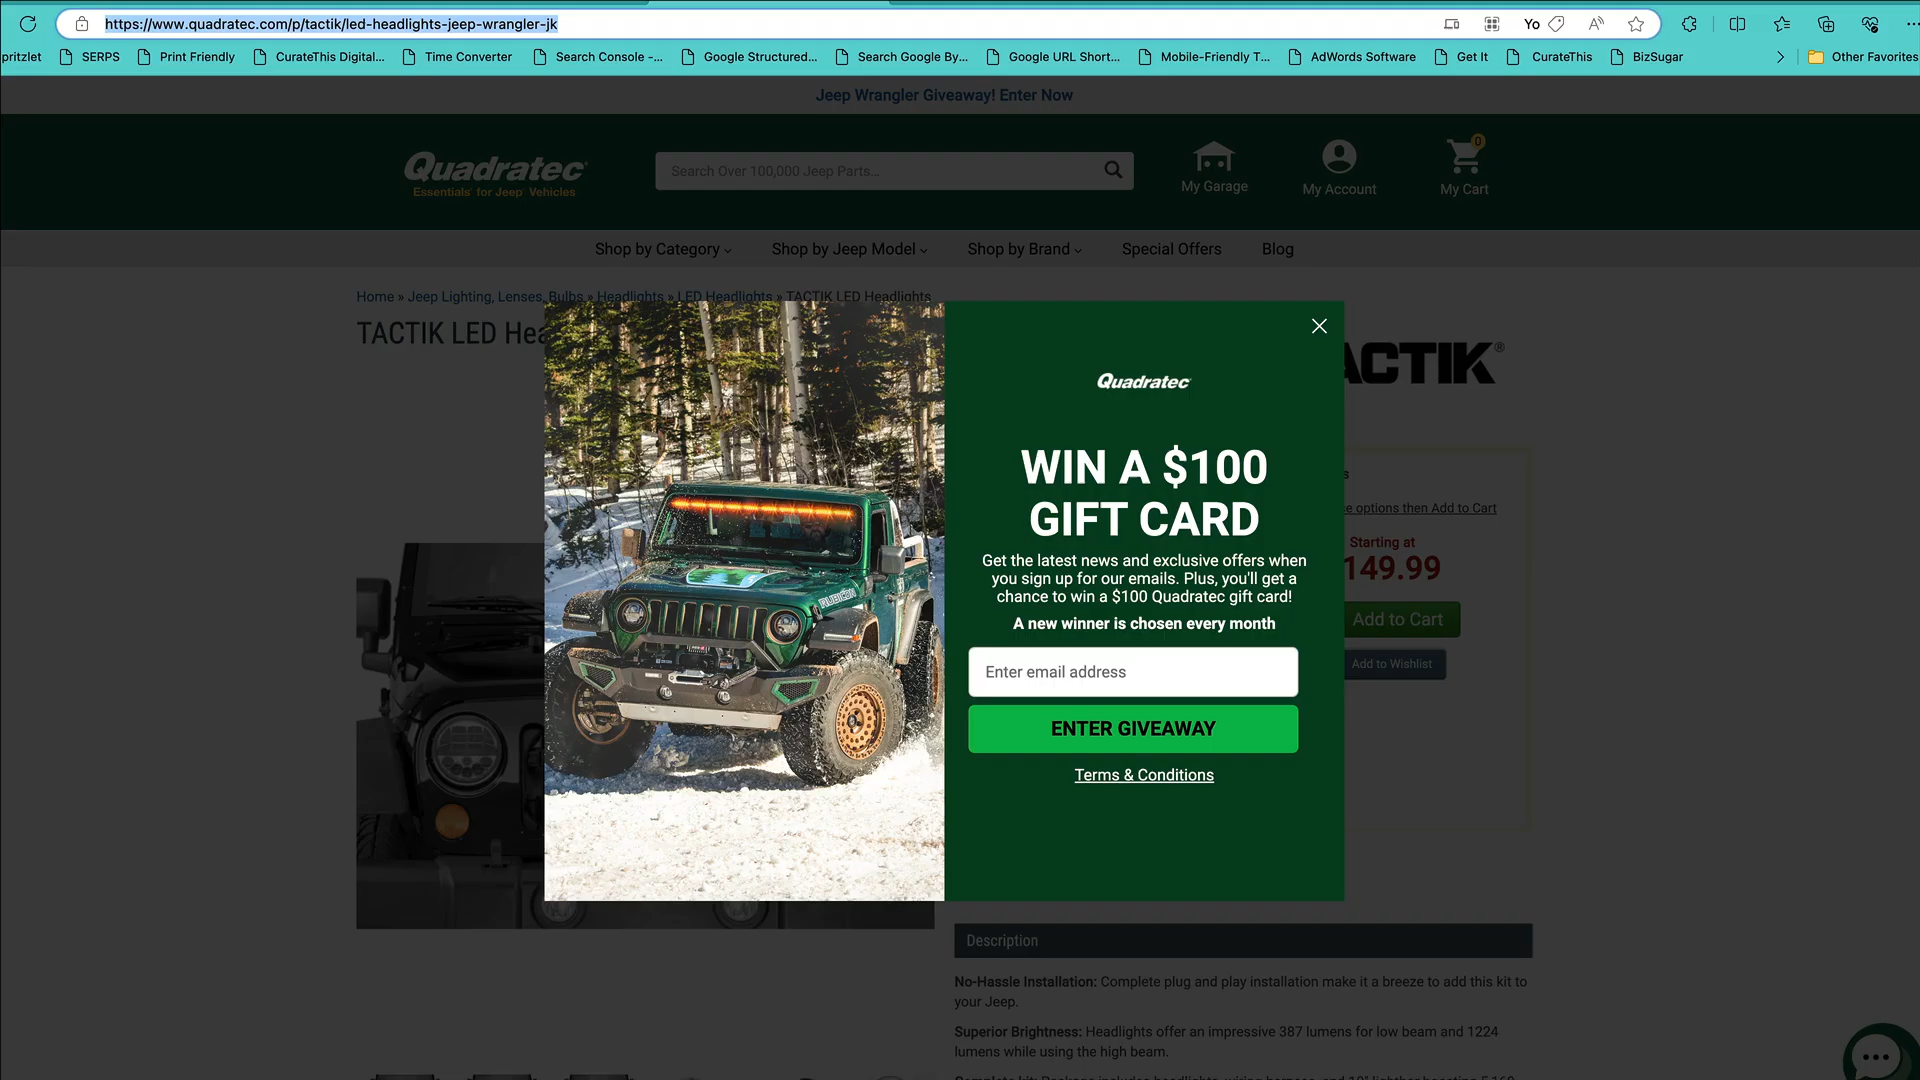 https://www.quadratec.com/p/tactik/led-headlights-jeep-wrangler-jk
Yo
pritzlet
SERPS
Print Friendly
CurateThis Digital...
Time Converter
Search Console -...
Google Structured...
Search Google By...
Google URL Short...
Mobile-Friendly T...
AdWords Software
Get It
CurateThis
BizSugar
Other Favorites
Jeep Wrangler Giveaway! Enter Now
Quadratec®
Essentials for Jeep Vehicles
Search Over 100,000 Jeep Parts...
My Garage
My Account
0
My Cart
Shop by Category
Shop by Jeep Model
Shop by Brand
Special Offers
Blog
Home » Jeep Lighting, Lenses, Bulbs » Headlights » LED Headlights » TACTIK LED Headlights
TACTIK LED Hea
ACTIK®
RUBICON
Quadratec
WIN A $100
GIFT CARD
Get the latest news and exclusive offers when
you sign up for our emails. Plus, you'll get a
chance to win a $100 Quadratec gift card!
A new winner is chosen every month
Enter email address
ENTER GIVEAWAY
Terms & Conditions
s
e options then Add to Cart
Starting at
149.99
Add to Cart
Add to Wishlist
Description
No-Hassle Installation: Complete plug and play installation make it a breeze to add this kit to
your Jeep.
Superior Brightness: Headlights offer an impressive 387 lumens for low beam and 1224
lumens while using the high beam.